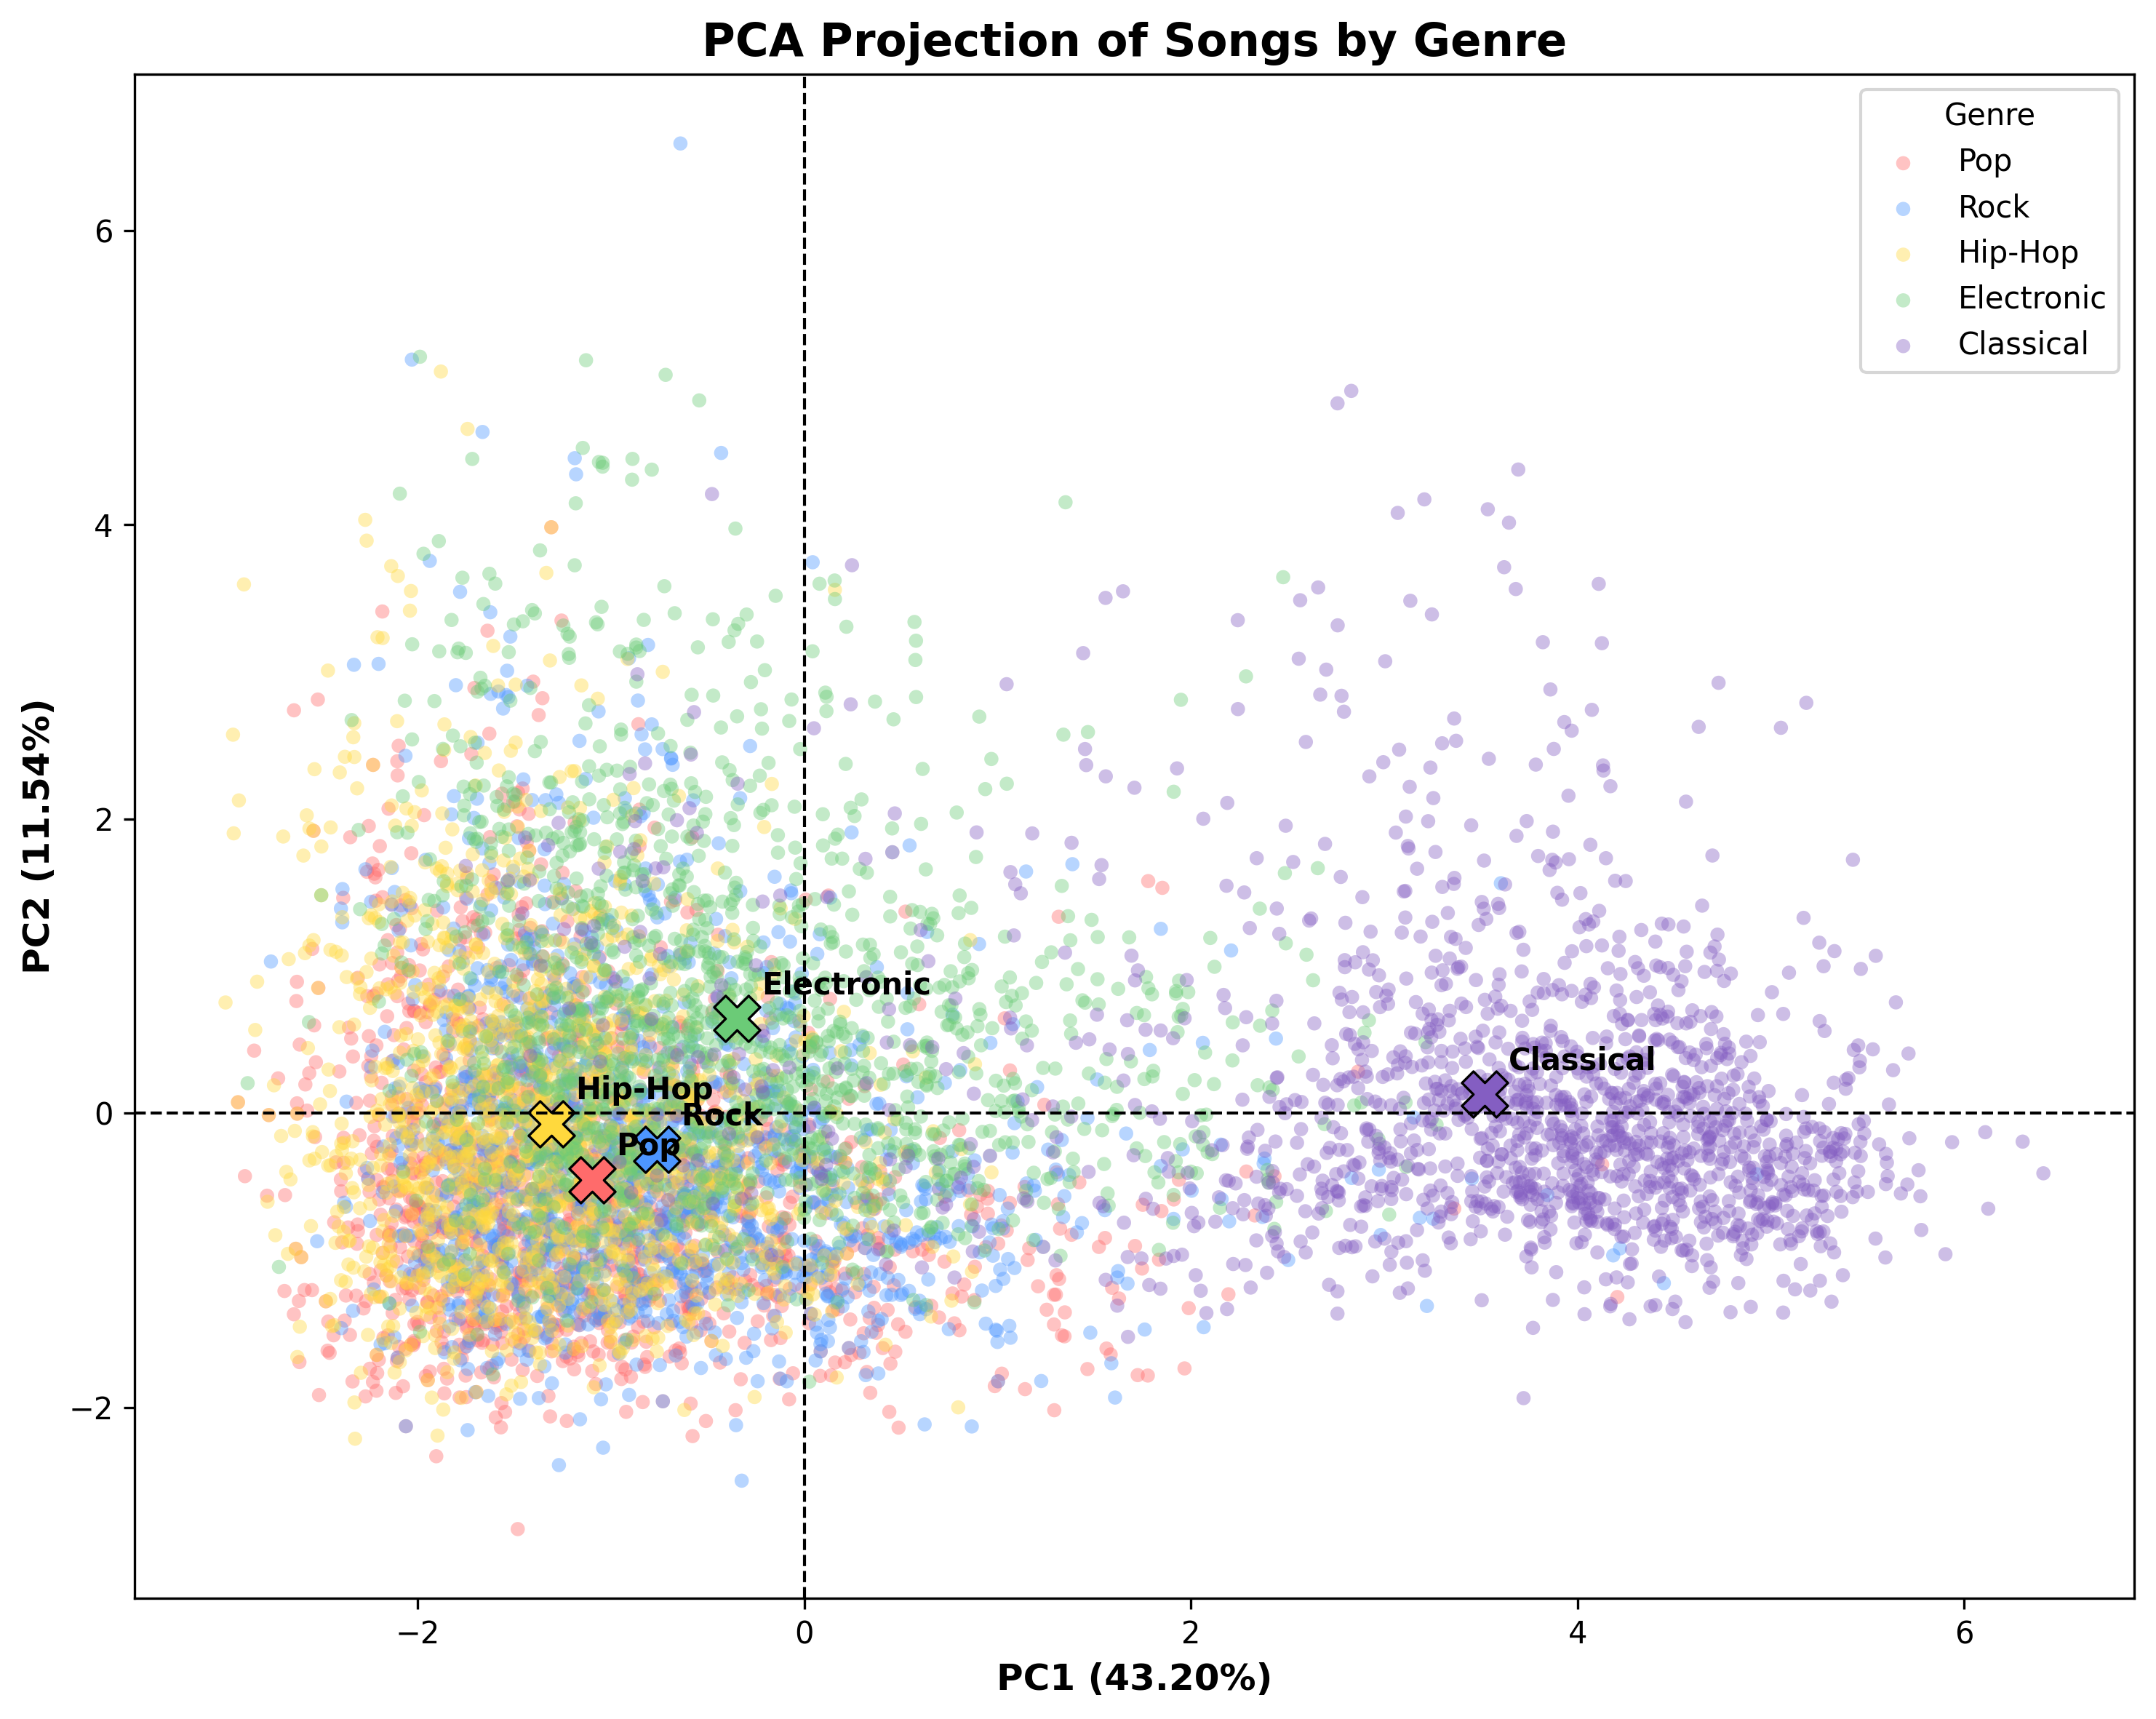 PCA Projection of Songs by Genre
Genre
Pop
Rock
Hip-Hop
Electronic
Classical
6
4
2
0
−2
PC2 (11.54%)
Electronic
Classical
Hip-Hop
Rock
Pop
−2
0
2
4
6
PC1 (43.20%)